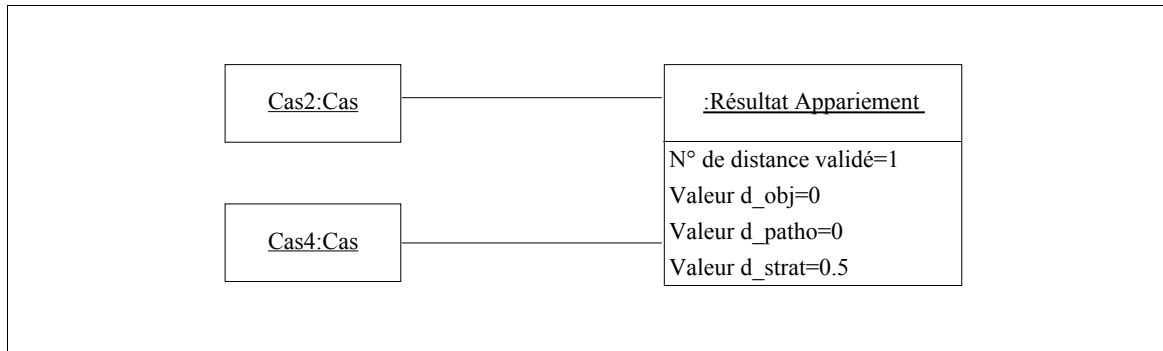 Cas2:Cas
:Résultat Appariement
N° de distance validé=1
Valeur d_obj=0
Valeur d_patho=0
Valeur d_strat=0.5
Cas4:Cas